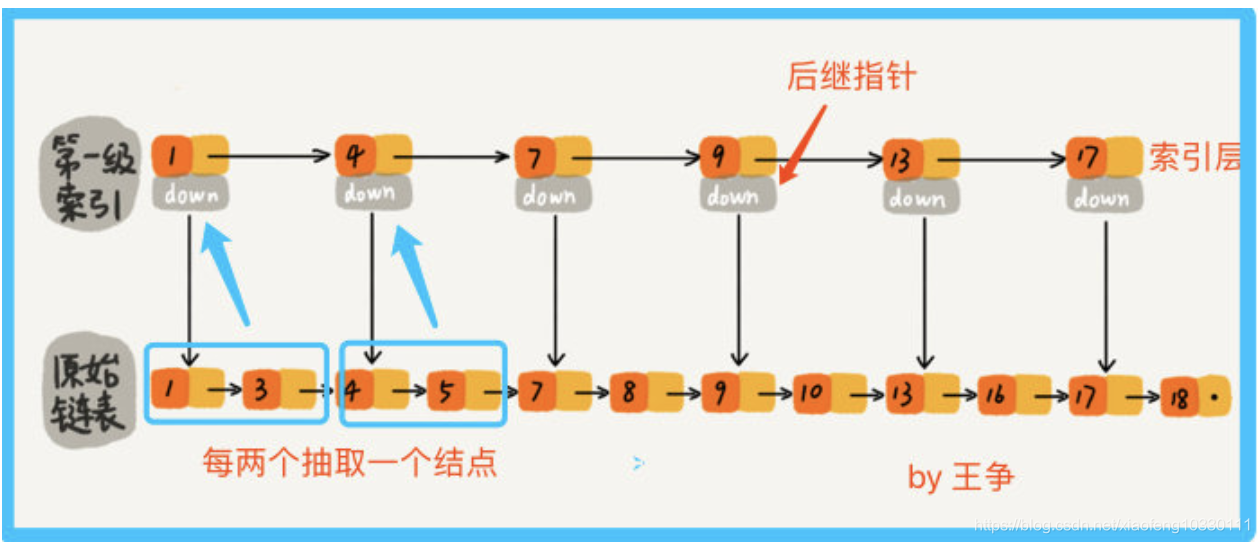 后继指针
第一级
索引
1 4 7 9 13 17 索引层
down down down down down down
原始
链表
1 3 4 5 7 8 9 10 13 16 17 18
每两个抽取一个结点
by 王争
https://blog.csdn.net/xiaofeng10330111